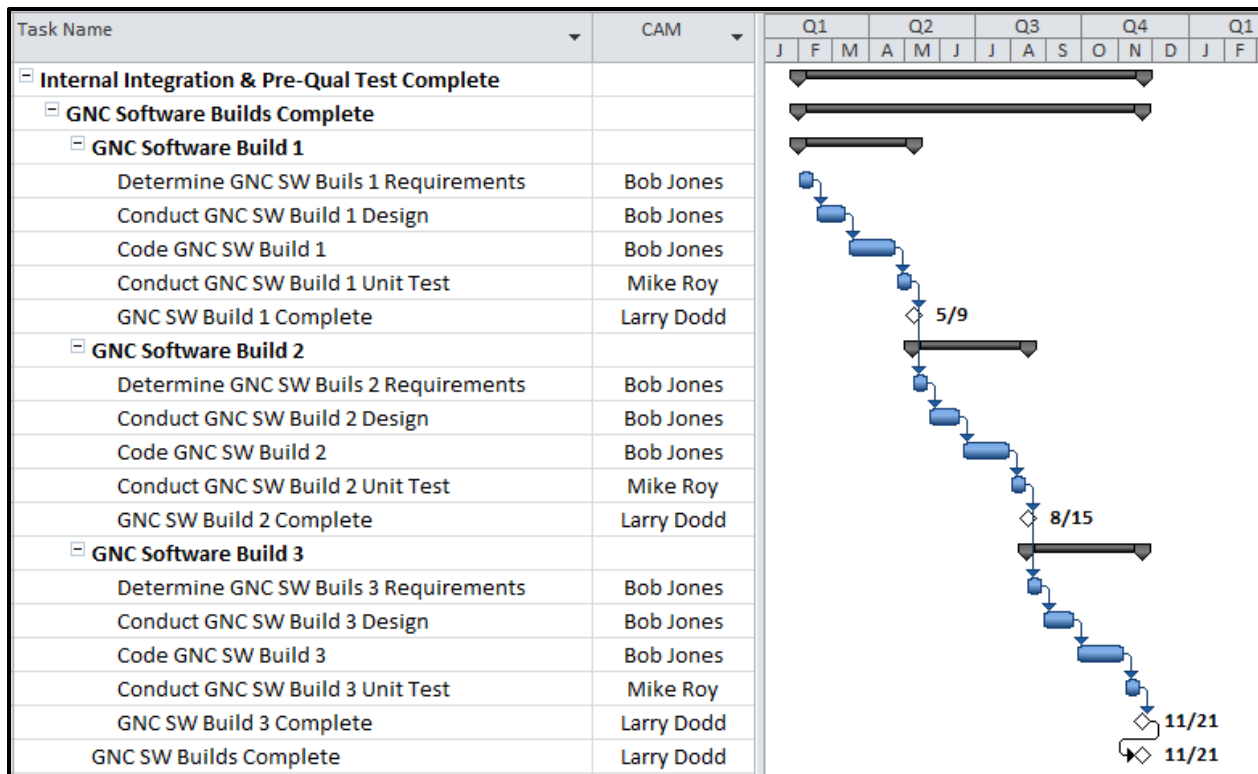 Task Name CAM Q1 Q2 Q3 Q4 Q1
J F M A M J J A S O N D J F
Internal Integration & Pre-Qual Test Complete
GNC Software Builds Complete
GNC Software Build 1
Determine GNC SW Buils 1 Requirements Bob Jones
Conduct GNC SW Build 1 Design Bob Jones
Code GNC SW Build 1 Bob Jones
Conduct GNC SW Build 1 Unit Test Mike Roy
GNC SW Build 1 Complete Larry Dodd 5/9
GNC Software Build 2
Determine GNC SW Buils 2 Requirements Bob Jones
Conduct GNC SW Build 2 Design Bob Jones
Code GNC SW Build 2 Bob Jones
Conduct GNC SW Build 2 Unit Test Mike Roy
GNC SW Build 2 Complete Larry Dodd 8/15
GNC Software Build 3
Determine GNC SW Buils 3 Requirements Bob Jones
Conduct GNC SW Build 3 Design Bob Jones
Code GNC SW Build 3 Bob Jones
Conduct GNC SW Build 3 Unit Test Mike Roy
GNC SW Build 3 Complete Larry Dodd 11/21
GNC SW Builds Complete Larry Dodd 11/21